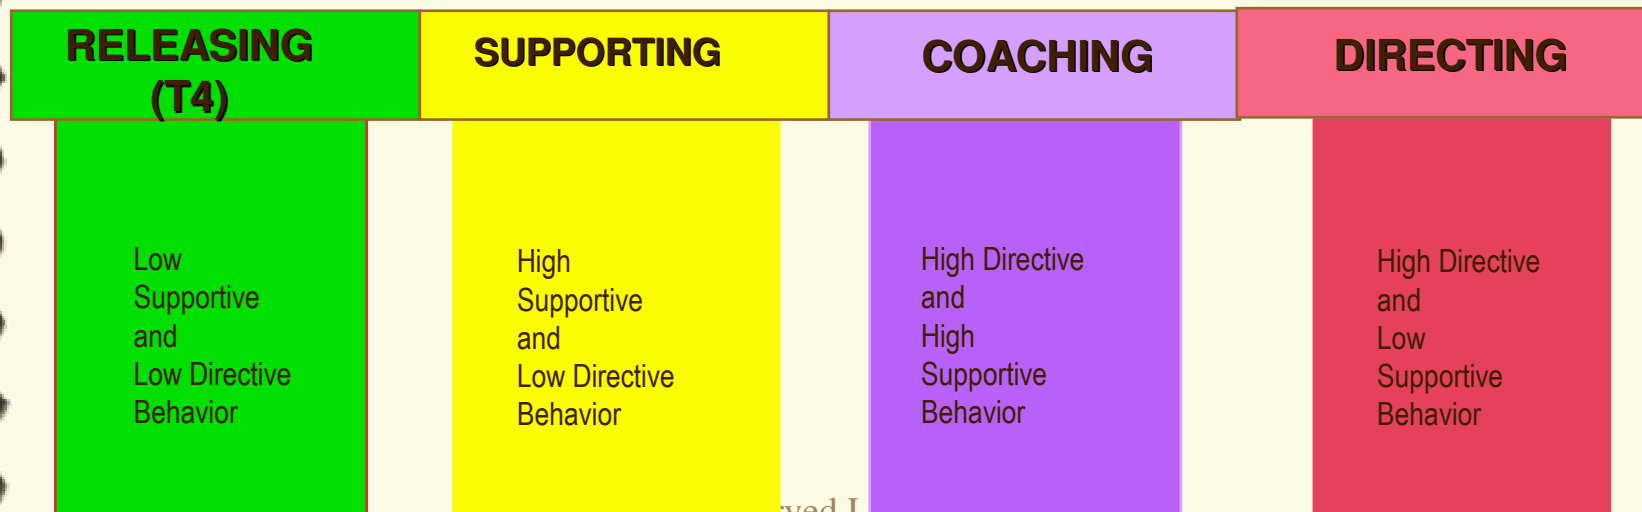 RELEASING
(T4)
SUPPORTING
COACHING
DIRECTING
Low
Supportive
and
Low Directive
Behavior
High
Supportive
and
Low Directive
Behavior
High Directive
and
High
Supportive
Behavior
High Directive
and
Low
Supportive
Behavior